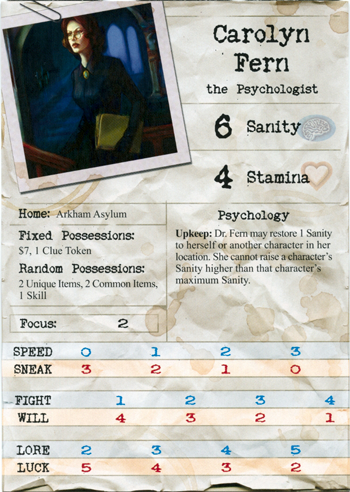 Carolyn
Fern
the Psychologist
6 Sanity
4 Stamina
Home: Arkham Asylum
Fixed Possessions:
$7, 1 Clue Token
Random Possessions:
2 Unique Items, 2 Common Items,
1 Skill
Focus: 2
Psychology
Upkeep: Dr. Fern may restore 1 Sanity
to herself or another character in her
location. She cannot raise a character's
Sanity higher than that character's
maximum Sanity.
SPEED 0 1 2 3
SNEAK 3 2 1 0
FIGHT 1 2 3 4
WILL 4 3 2 1
LORE 2 3 4 5
LUCK 5 4 3 2